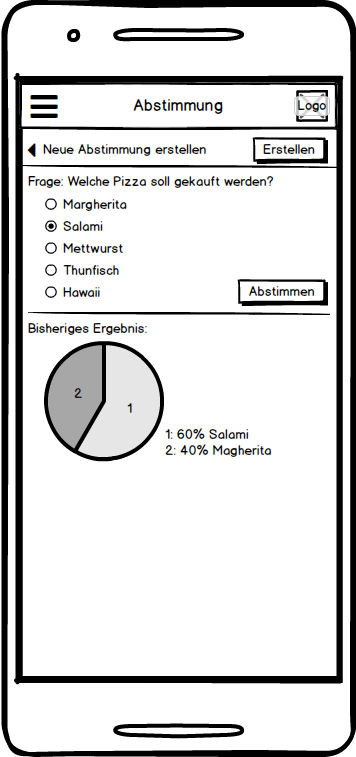 Abstimmung
Logo
Neue Abstimmung erstellen
Erstellen
Frage: Welche Pizza soll gekauft werden?
Margherita
Salami
Mettwurst
Thunfisch
Hawaii
Abstimmen
Bisheriges Ergebnis:
2
1
1: 60% Salami
2: 40% Magherita